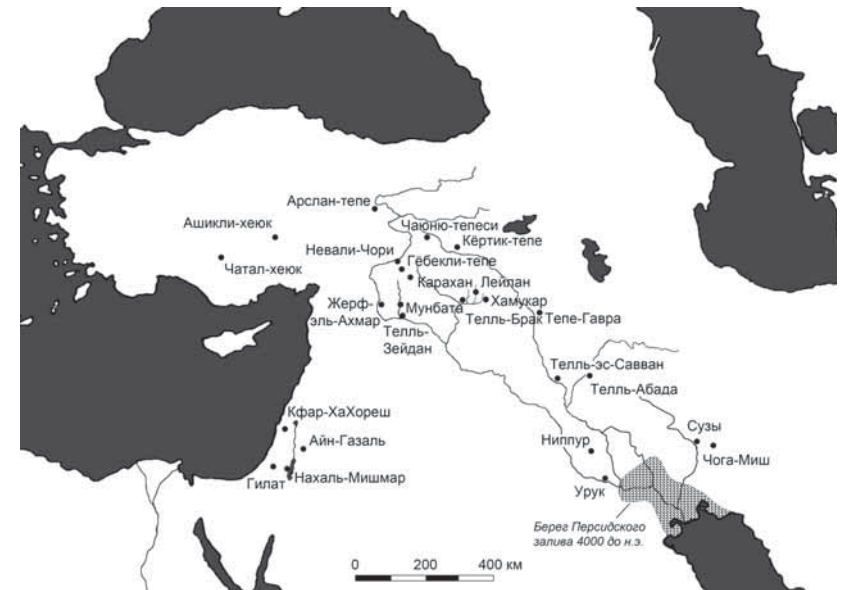 Арслан-тепе
Ашикли-хеюк
Чатал-хеюк
Чаюню-тепеси
Кёртик-тепе
Невали-Чори
Гёбекли-тепе
Карахан
Лейлан
Хамукар
Жерф-
эль-Ахмар
Мунбата
Телль-Брак
Тепе-Гавра
Телль-
Зейдан
Телль-эс-Савван
Телль-Абада
Кфар-ХаХореш
Айн-Газаль
Гилат
Нахаль-Мишмар
Ниппур
Урук
Сузы
Чога-Миш
Берег Персидского
залива 4000 до н.э.
0 200 400 км